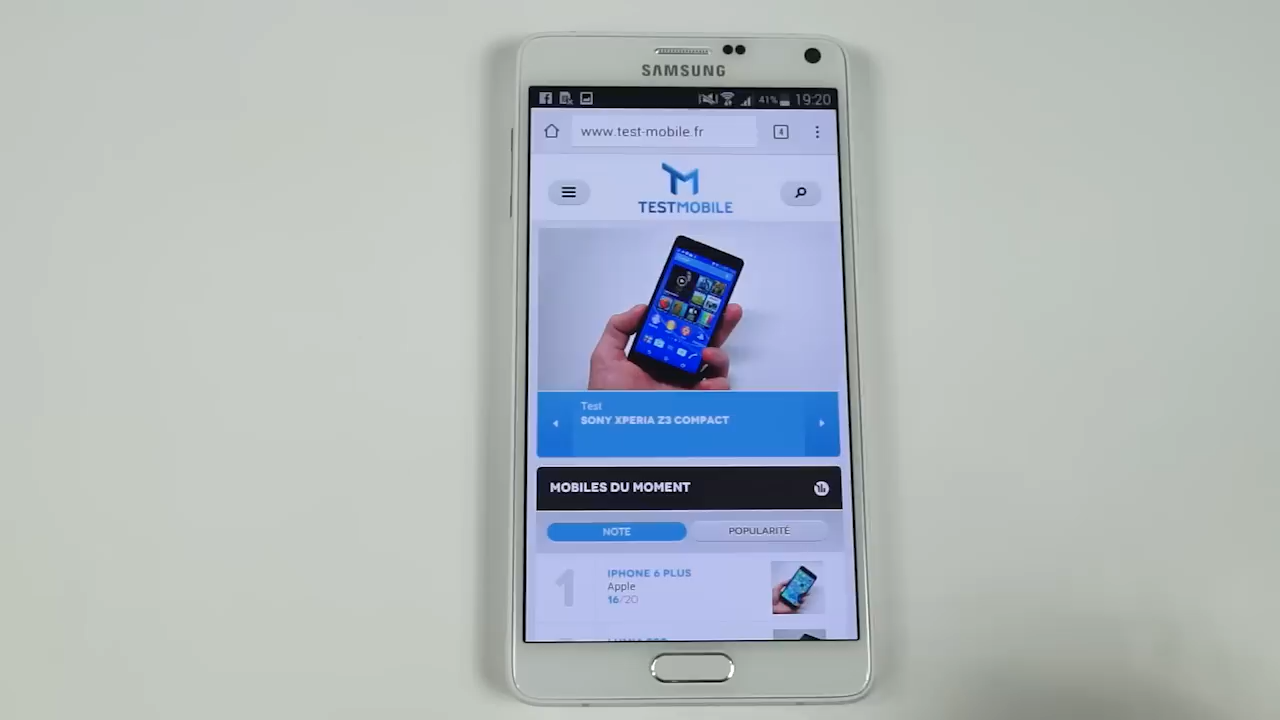 SAMSUNG
41% 19:20
www.test-mobile.fr
4
TM
TESTMOBILE
Test
SONY XPERIA Z3 COMPACT
MOBILES DU MOMENT
NOTE
POPULARITÉ
1
IPHONE 6 PLUS
Apple
16/20